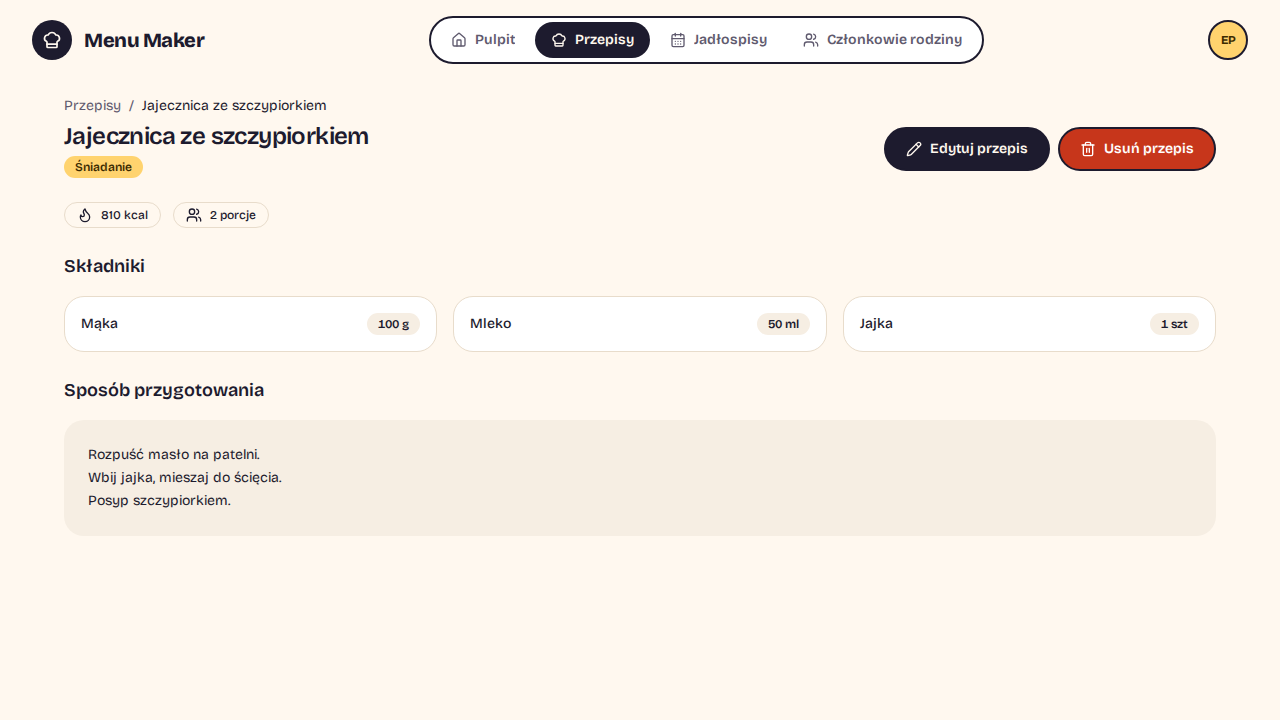 Menu Maker
Pulpit
Przepisy
Jadłospisy
Członkowie rodziny
EP
Przepisy / Jajecznica ze szczypiorkiem
Jajecznica ze szczypiorkiem
Śniadanie
Edytuj przepis
Usuń przepis
810 kcal
2 porcje
Składniki
Mąka
100 g
Mleko
50 ml
Jajka
1 szt
Sposób przygotowania
Rozpuść masło na patelni.
Wbij jajka, mieszaj do ścięcia.
Posyp szczypiorkiem.